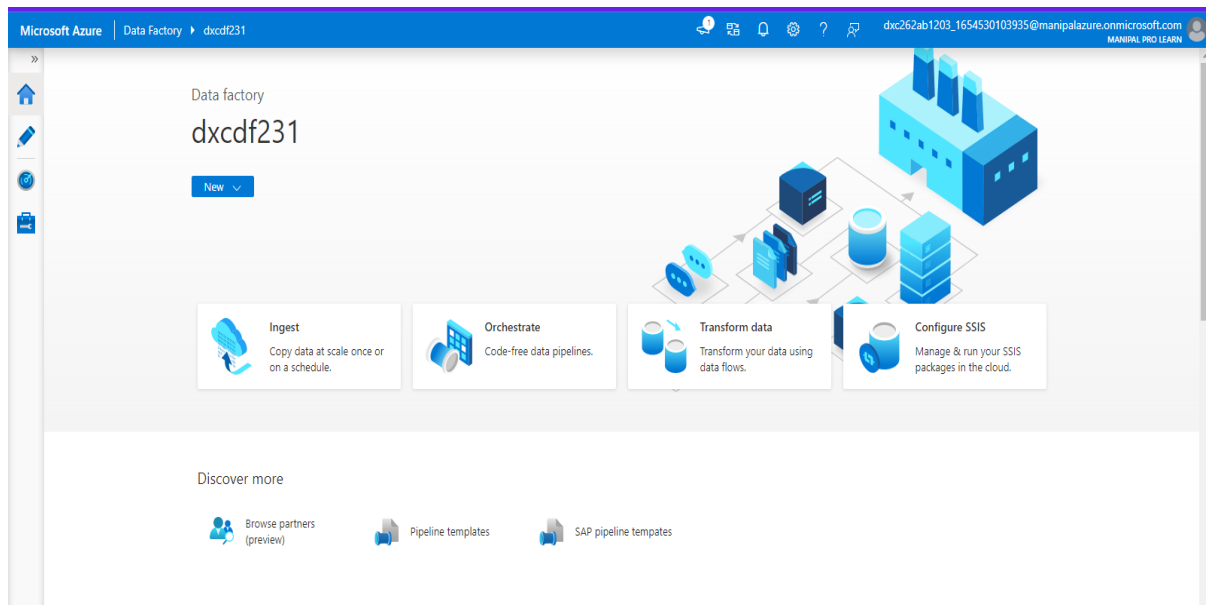 Microsoft Azure
Data Factory
dxcdf231
1
?
dxc262ab1203_1654530103935@manipalazure.onmicrosoft.com
MANIPAL PRO LEARN
»
Data factory
dxcdf231
New
Ingest
Copy data at scale once or
on a schedule.
Orchestrate
Code-free data pipelines.
Transform data
Transform your data using
data flows.
Configure SSIS
Manage & run your SSIS
packages in the cloud.
Discover more
Browse partners
(preview)
Pipeline templates
SAP pipeline tempates